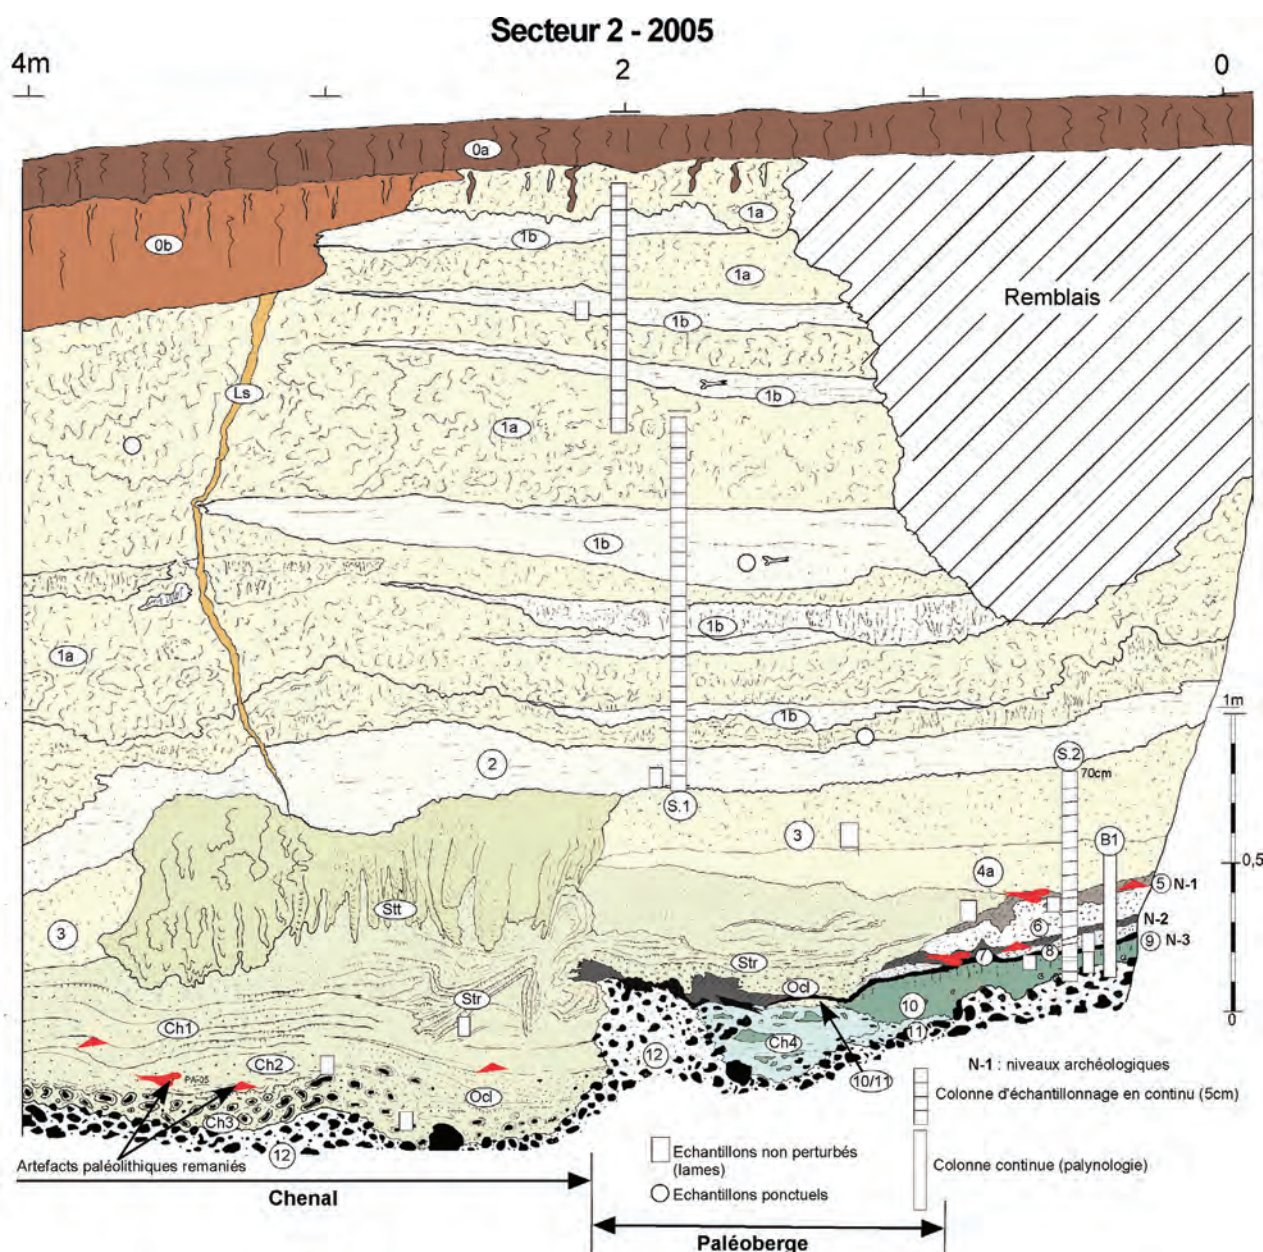 Secteur 2 - 2005
4m
2
0
0a
0b
1a
1b
1a
Remblais
1b
Ls
1b
1a
1b
1b
1a
1b
1m
2
S.2
70cm
S.1
3
B1
0,5
4a
5 N-1
Stt
3
6
N-2
7
8
9 N-3
Str
Ocl
Str
10
Ch1
11
0
Ch4
12
Ch2
10/11
PA-05
Ocl
Ch3
12
N-1 : niveaux archéologiques
Colonne d'échantillonnage en continu (5cm)
Artefacts paléolithiques remaniés
Echantillons non perturbés
(lames)
Colonne continue (palynologie)
Echantillons ponctuels
Chenal
Paléoberge